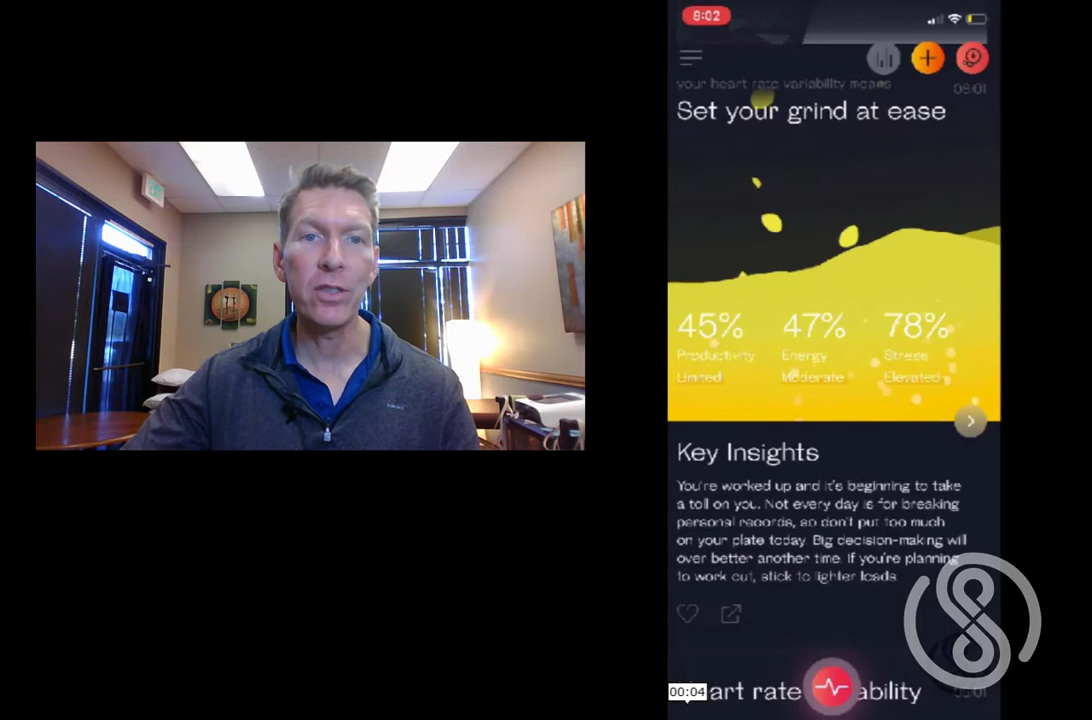 8:02
your heart rate variability means
08:01
Set your grind at ease
45% 47% 78%
Productivity Energy Stress
Limited Moderate Elevated
Key Insights
You're worked up and it's beginning to take
a toll on you. Not every day is for breaking
personal records, so don't put too much
on your plate today. Big decision-making will
over better another time. If you're planning
to work out, stick to lighter loads.
00:04
art rate ability
08:01